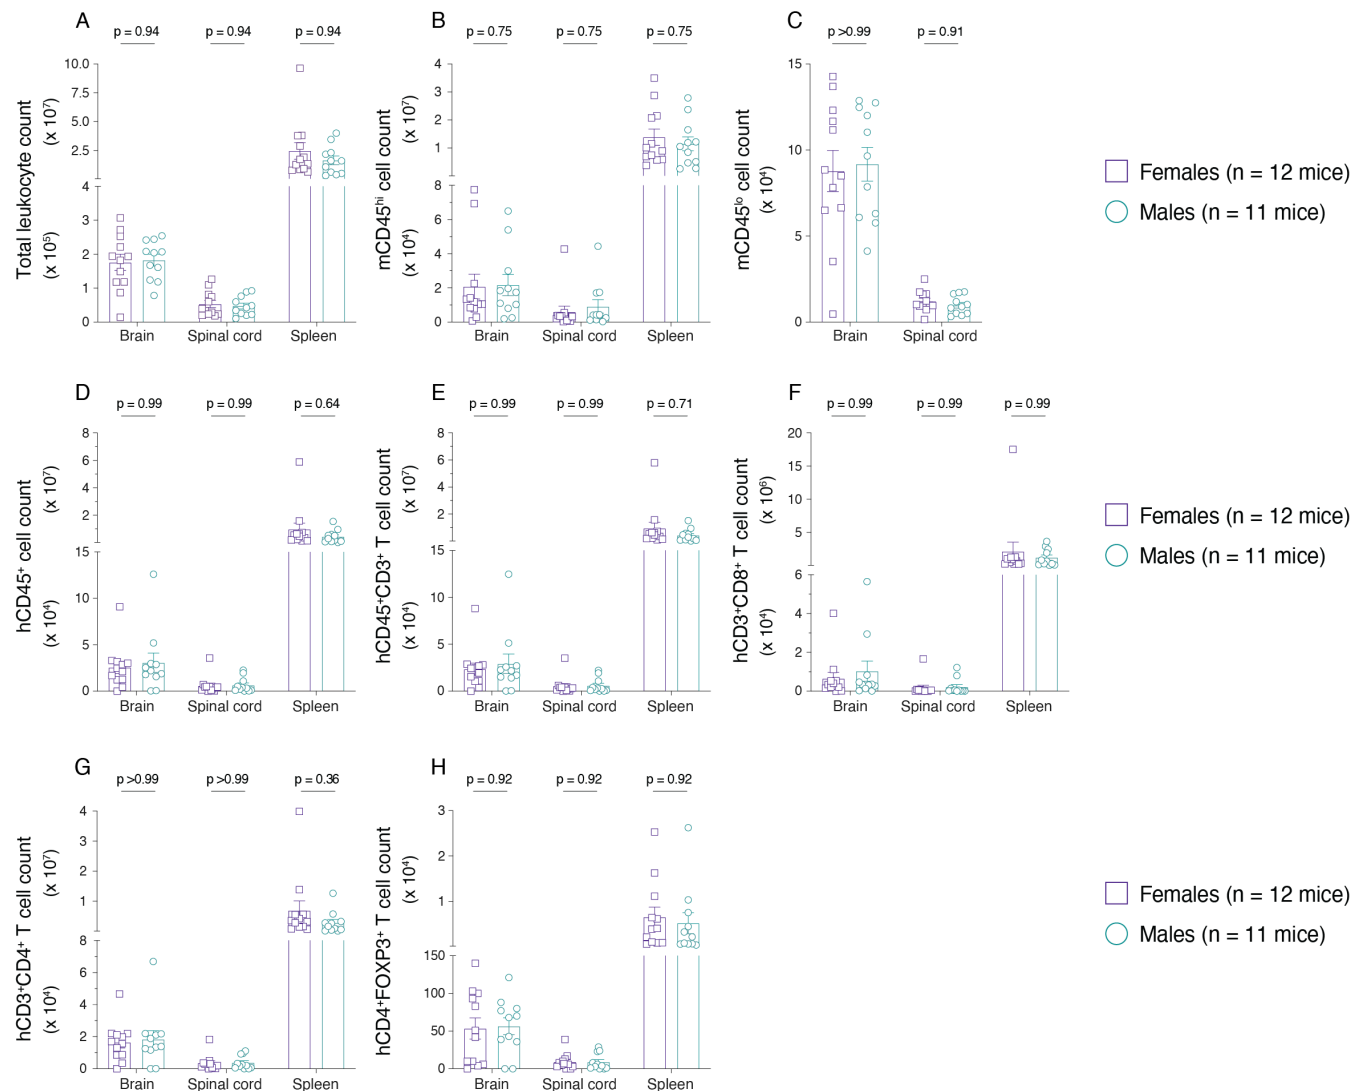 A
p = 0.94
p = 0.94
p = 0.94
Total leukocyte count
(x 10⁷)
(x 10⁵)
10.0
7.5
5.0
2.5
4
3
2
1
0
Brain
Spinal cord
Spleen
B
p = 0.75
p = 0.75
p = 0.75
mCD45ʰⁱ cell count
(x 10⁷)
(x 10⁴)
4
3
2
1
8
6
4
2
0
Brain
Spinal cord
Spleen
C
p >0.99
p = 0.91
mCD45ˡᵒ cell count
(x 10⁴)
15
10
5
0
Brain
Spinal cord
Females (n = 12 mice)
Males (n = 11 mice)
D
p = 0.99
p = 0.99
p = 0.64
hCD45⁺ cell count
(x 10⁷)
(x 10⁴)
8
6
4
2
15
10
5
0
Brain
Spinal cord
Spleen
E
p = 0.99
p = 0.99
p = 0.71
hCD45⁺CD3⁺ T cell count
(x 10⁷)
(x 10⁴)
8
6
4
2
15
10
5
0
Brain
Spinal cord
Spleen
F
p = 0.99
p = 0.99
p = 0.99
hCD3⁺CD8⁺ T cell count
(x 10⁶)
(x 10⁴)
20
15
10
5
6
4
2
0
Brain
Spinal cord
Spleen
Females (n = 12 mice)
Males (n = 11 mice)
G
p >0.99
p >0.99
p = 0.36
hCD3⁺CD4⁺ T cell count
(x 10⁷)
(x 10⁴)
4
3
2
1
8
6
4
2
0
Brain
Spinal cord
Spleen
H
p = 0.92
p = 0.92
p = 0.92
hCD4⁺FOXP3⁺ T cell count
(x 10⁴)
3
2
1
150
100
50
0
Brain
Spinal cord
Spleen
Females (n = 12 mice)
Males (n = 11 mice)